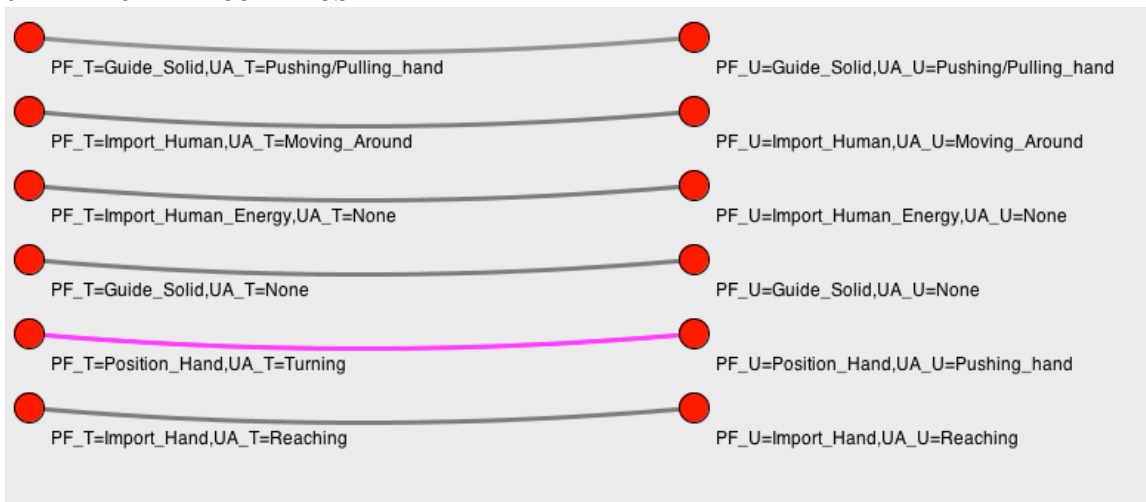 PF_T=Guide_Solid,UA_T=Pushing/Pulling_hand PF_U=Guide_Solid,UA_U=Pushing/Pulling_hand
PF_T=Import_Human,UA_T=Moving_Around PF_U=Import_Human,UA_U=Moving_Around
PF_T=Import_Human_Energy,UA_T=None PF_U=Import_Human_Energy,UA_U=None
PF_T=Guide_Solid,UA_T=None PF_U=Guide_Solid,UA_U=None
PF_T=Position_Hand,UA_T=Turning PF_U=Position_Hand,UA_U=Pushing_hand
PF_T=Import_Hand,UA_T=Reaching PF_U=Import_Hand,UA_U=Reaching